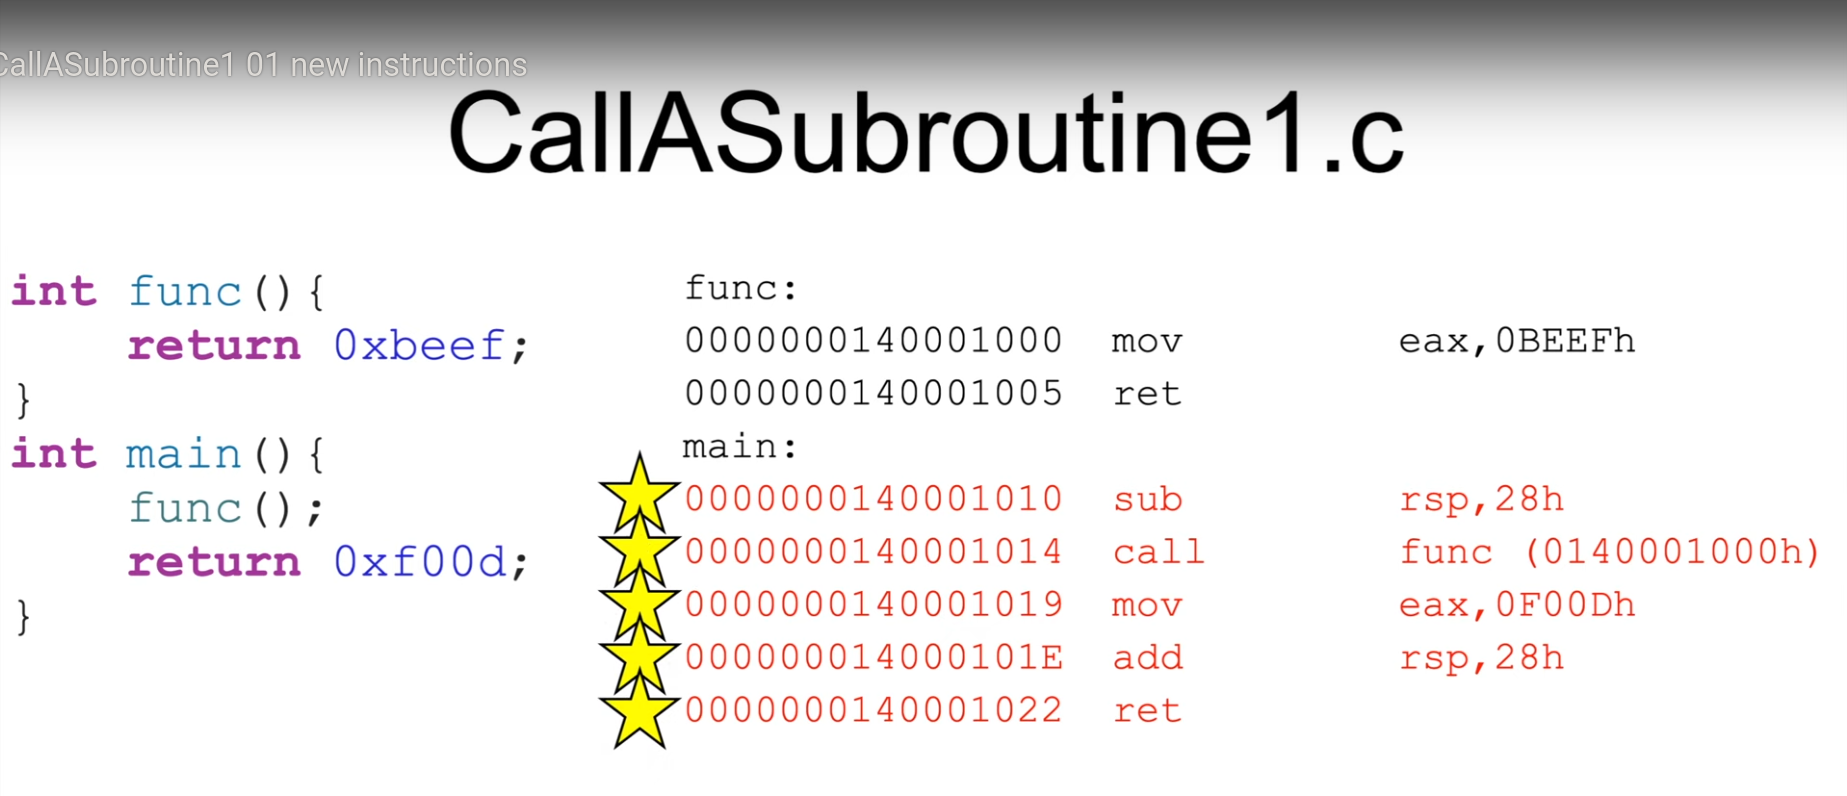 CallASubroutine1 01 new instructions
CallASubroutine1.c
int func(){
    return 0xbeef;
}
int main(){
    func();
    return 0xf00d;
}
func:
0000000140001000 mov eax,0BEEFh
0000000140001005 ret
main:
0000000140001010 sub rsp,28h
0000000140001014 call func (0140001000h)
0000000140001019 mov eax,0F00Dh
000000014000101E add rsp,28h
0000000140001022 ret